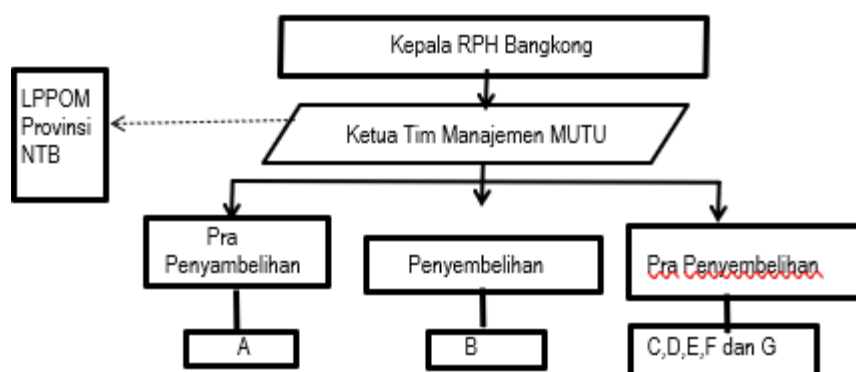 Kepala RPH Bangkong
LPPOM
Provinsi
NTB
Ketua Tim Manajemen MUTU
Pra
Penyambelihan
Penyembelihan
Pra Penyembelihan
A
B
C,D,E,F dan G